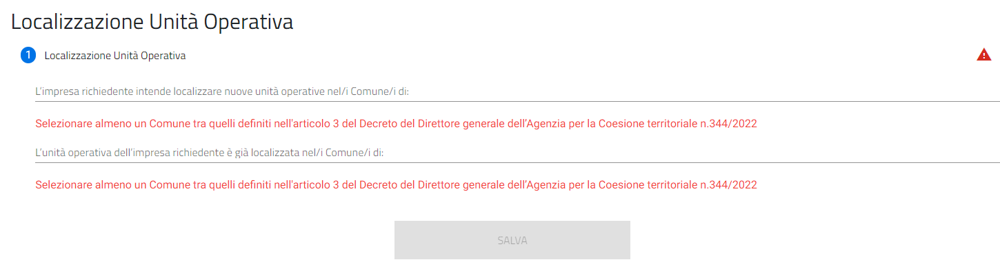 Localizzazione Unità Operativa
1 Localizzazione Unità Operativa
L’impresa richiedente intende localizzare nuove unità operative nel/i Comune/i di:
Selezionare almeno un Comune tra quelli definiti nell'articolo 3 del Decreto del Direttore generale dell’Agenzia per la Coesione territoriale n.344/2022
L’unità operativa dell’impresa richiedente è già localizzata nel/i Comune/i di:
Selezionare almeno un Comune tra quelli definiti nell'articolo 3 del Decreto del Direttore generale dell’Agenzia per la Coesione territoriale n.344/2022
SALVA